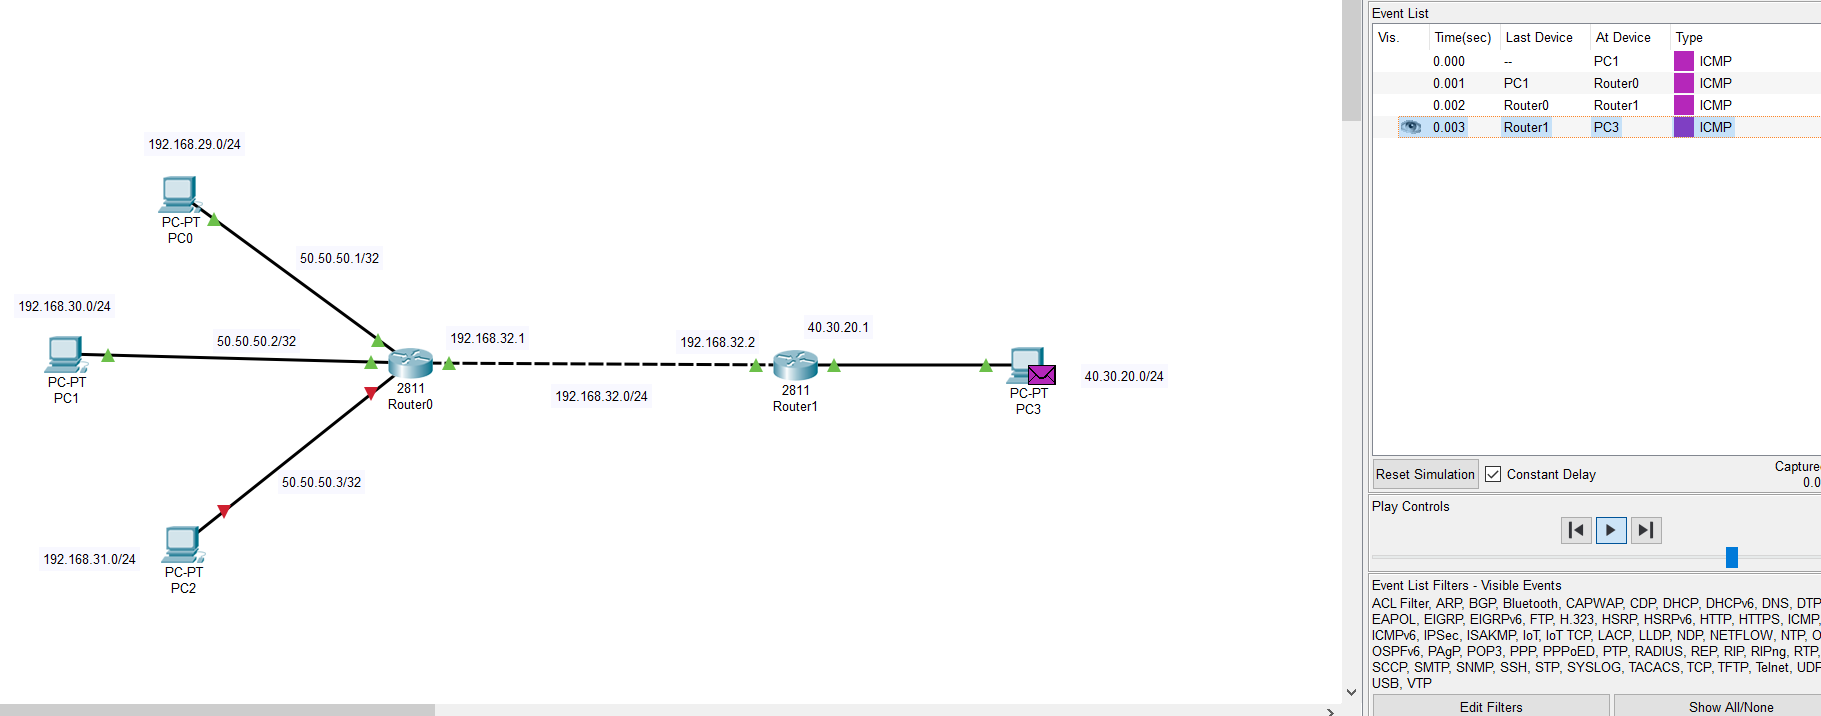 192.168.29.0/24
PC-PT
PC0
50.50.50.1/32
192.168.30.0/24
50.50.50.2/32
PC-PT
PC1
192.168.32.1
2811
Router0
192.168.32.2
192.168.32.0/24
40.30.20.1
2811
Router1
PC-PT
PC3
40.30.20.0/24
50.50.50.3/32
192.168.31.0/24
PC-PT
PC2
Event List
Vis. Time(sec) Last Device At Device Type
0.000 -- PC1 ICMP
0.001 PC1 Router0 ICMP
0.002 Router0 Router1 ICMP
0.003 Router1 PC3 ICMP
Reset Simulation Constant Delay Capture
0.0
Play Controls
Event List Filters - Visible Events
ACL Filter, ARP, BGP, Bluetooth, CAPWAP, CDP, DHCP, DHCPv6, DNS, DTP
EAPOL, EIGRP, EIGRPv6, FTP, H.323, HSRP, HSRPv6, HTTP, HTTPS, ICMP,
ICMPv6, IPSec, ISAKMP, IoT, IoT TCP, LACP, LLDP, NDP, NETFLOW, NTP, O
OSPFv6, PAgP, POP3, PPP, PPPoED, PTP, RADIUS, REP, RIP, RIPng, RTP,
SCCP, SMTP, SNMP, SSH, STP, SYSLOG, TACACS, TCP, TFTP, Telnet, UDP
USB, VTP
Edit Filters Show All/None